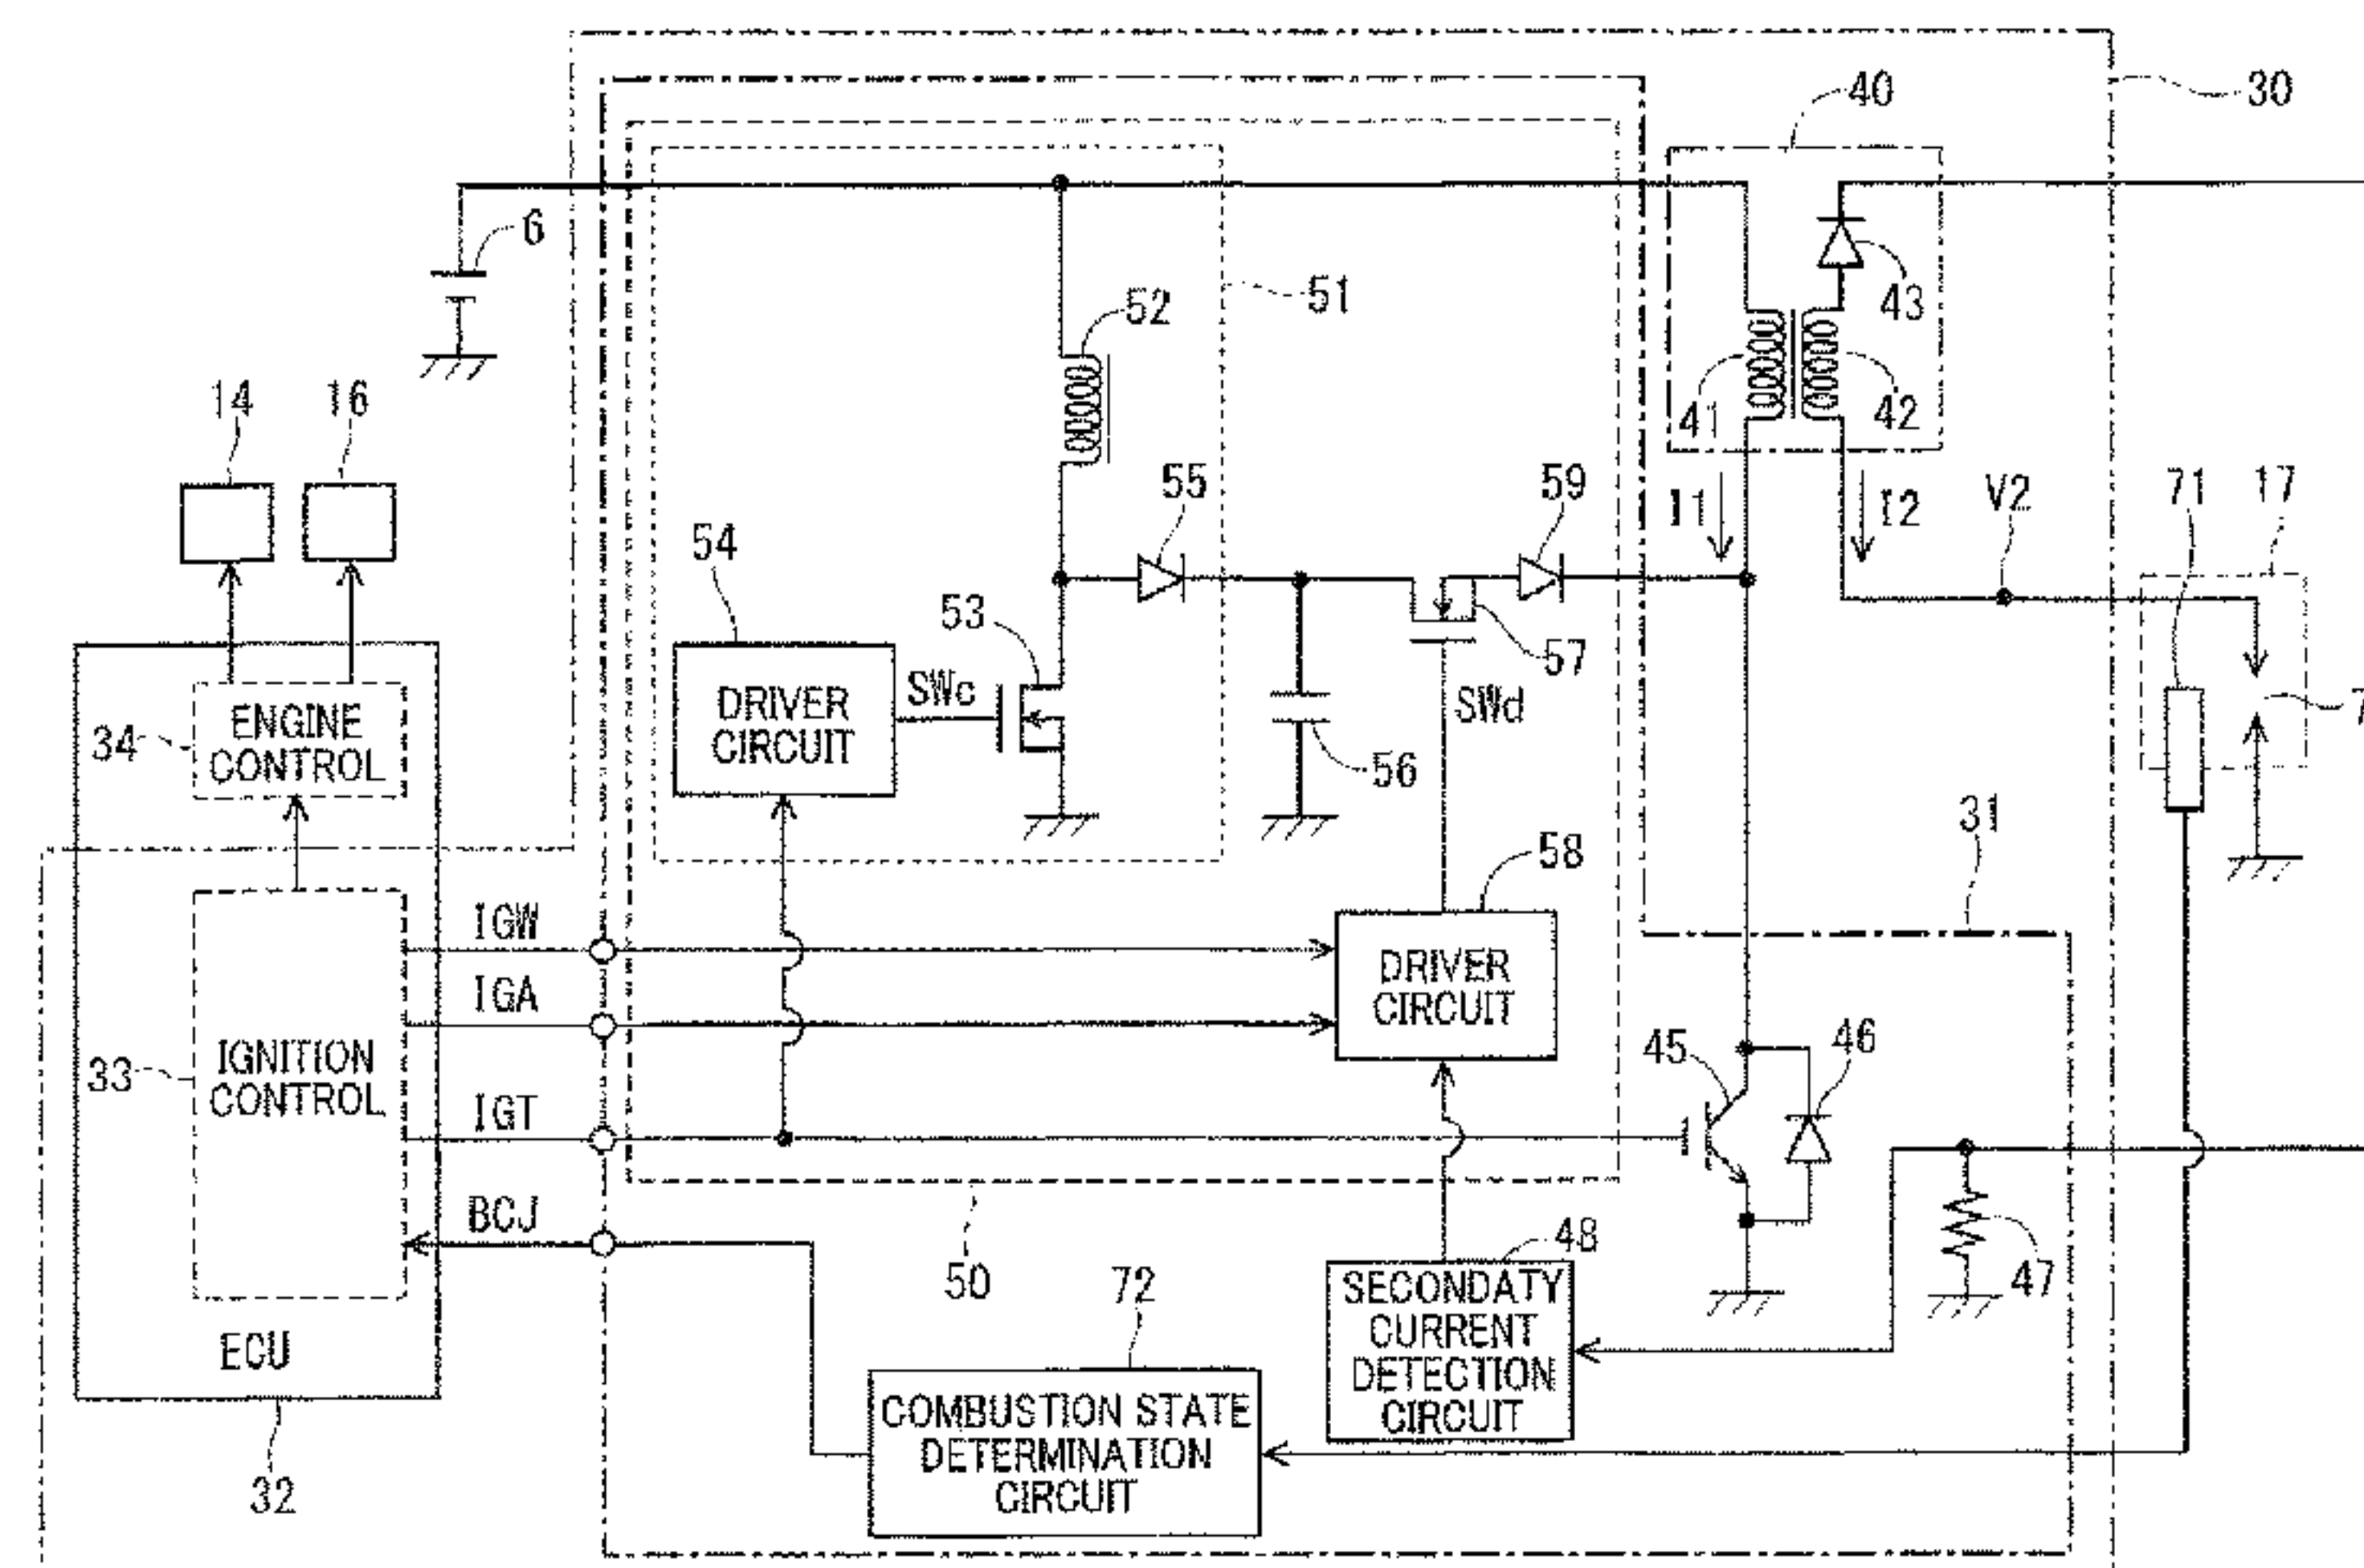 40
30
6
51
52
43
41
42
14
16
55
59
I1
I2
V2
71
17
54
53
57
DRIVER
CIRCUIT
SWc
SWd
56
7
34
ENGINE
CONTROL
31
58
IGW
IGA
DRIVER
CIRCUIT
33
IGNITION
CONTROL
IGT
45
46
BCJ
50
72
48
47
SECONDATY
CURRENT
DETECTION
CIRCUIT
ECU
COMBUSTION STATE
DETERMINATION
CIRCUIT
32